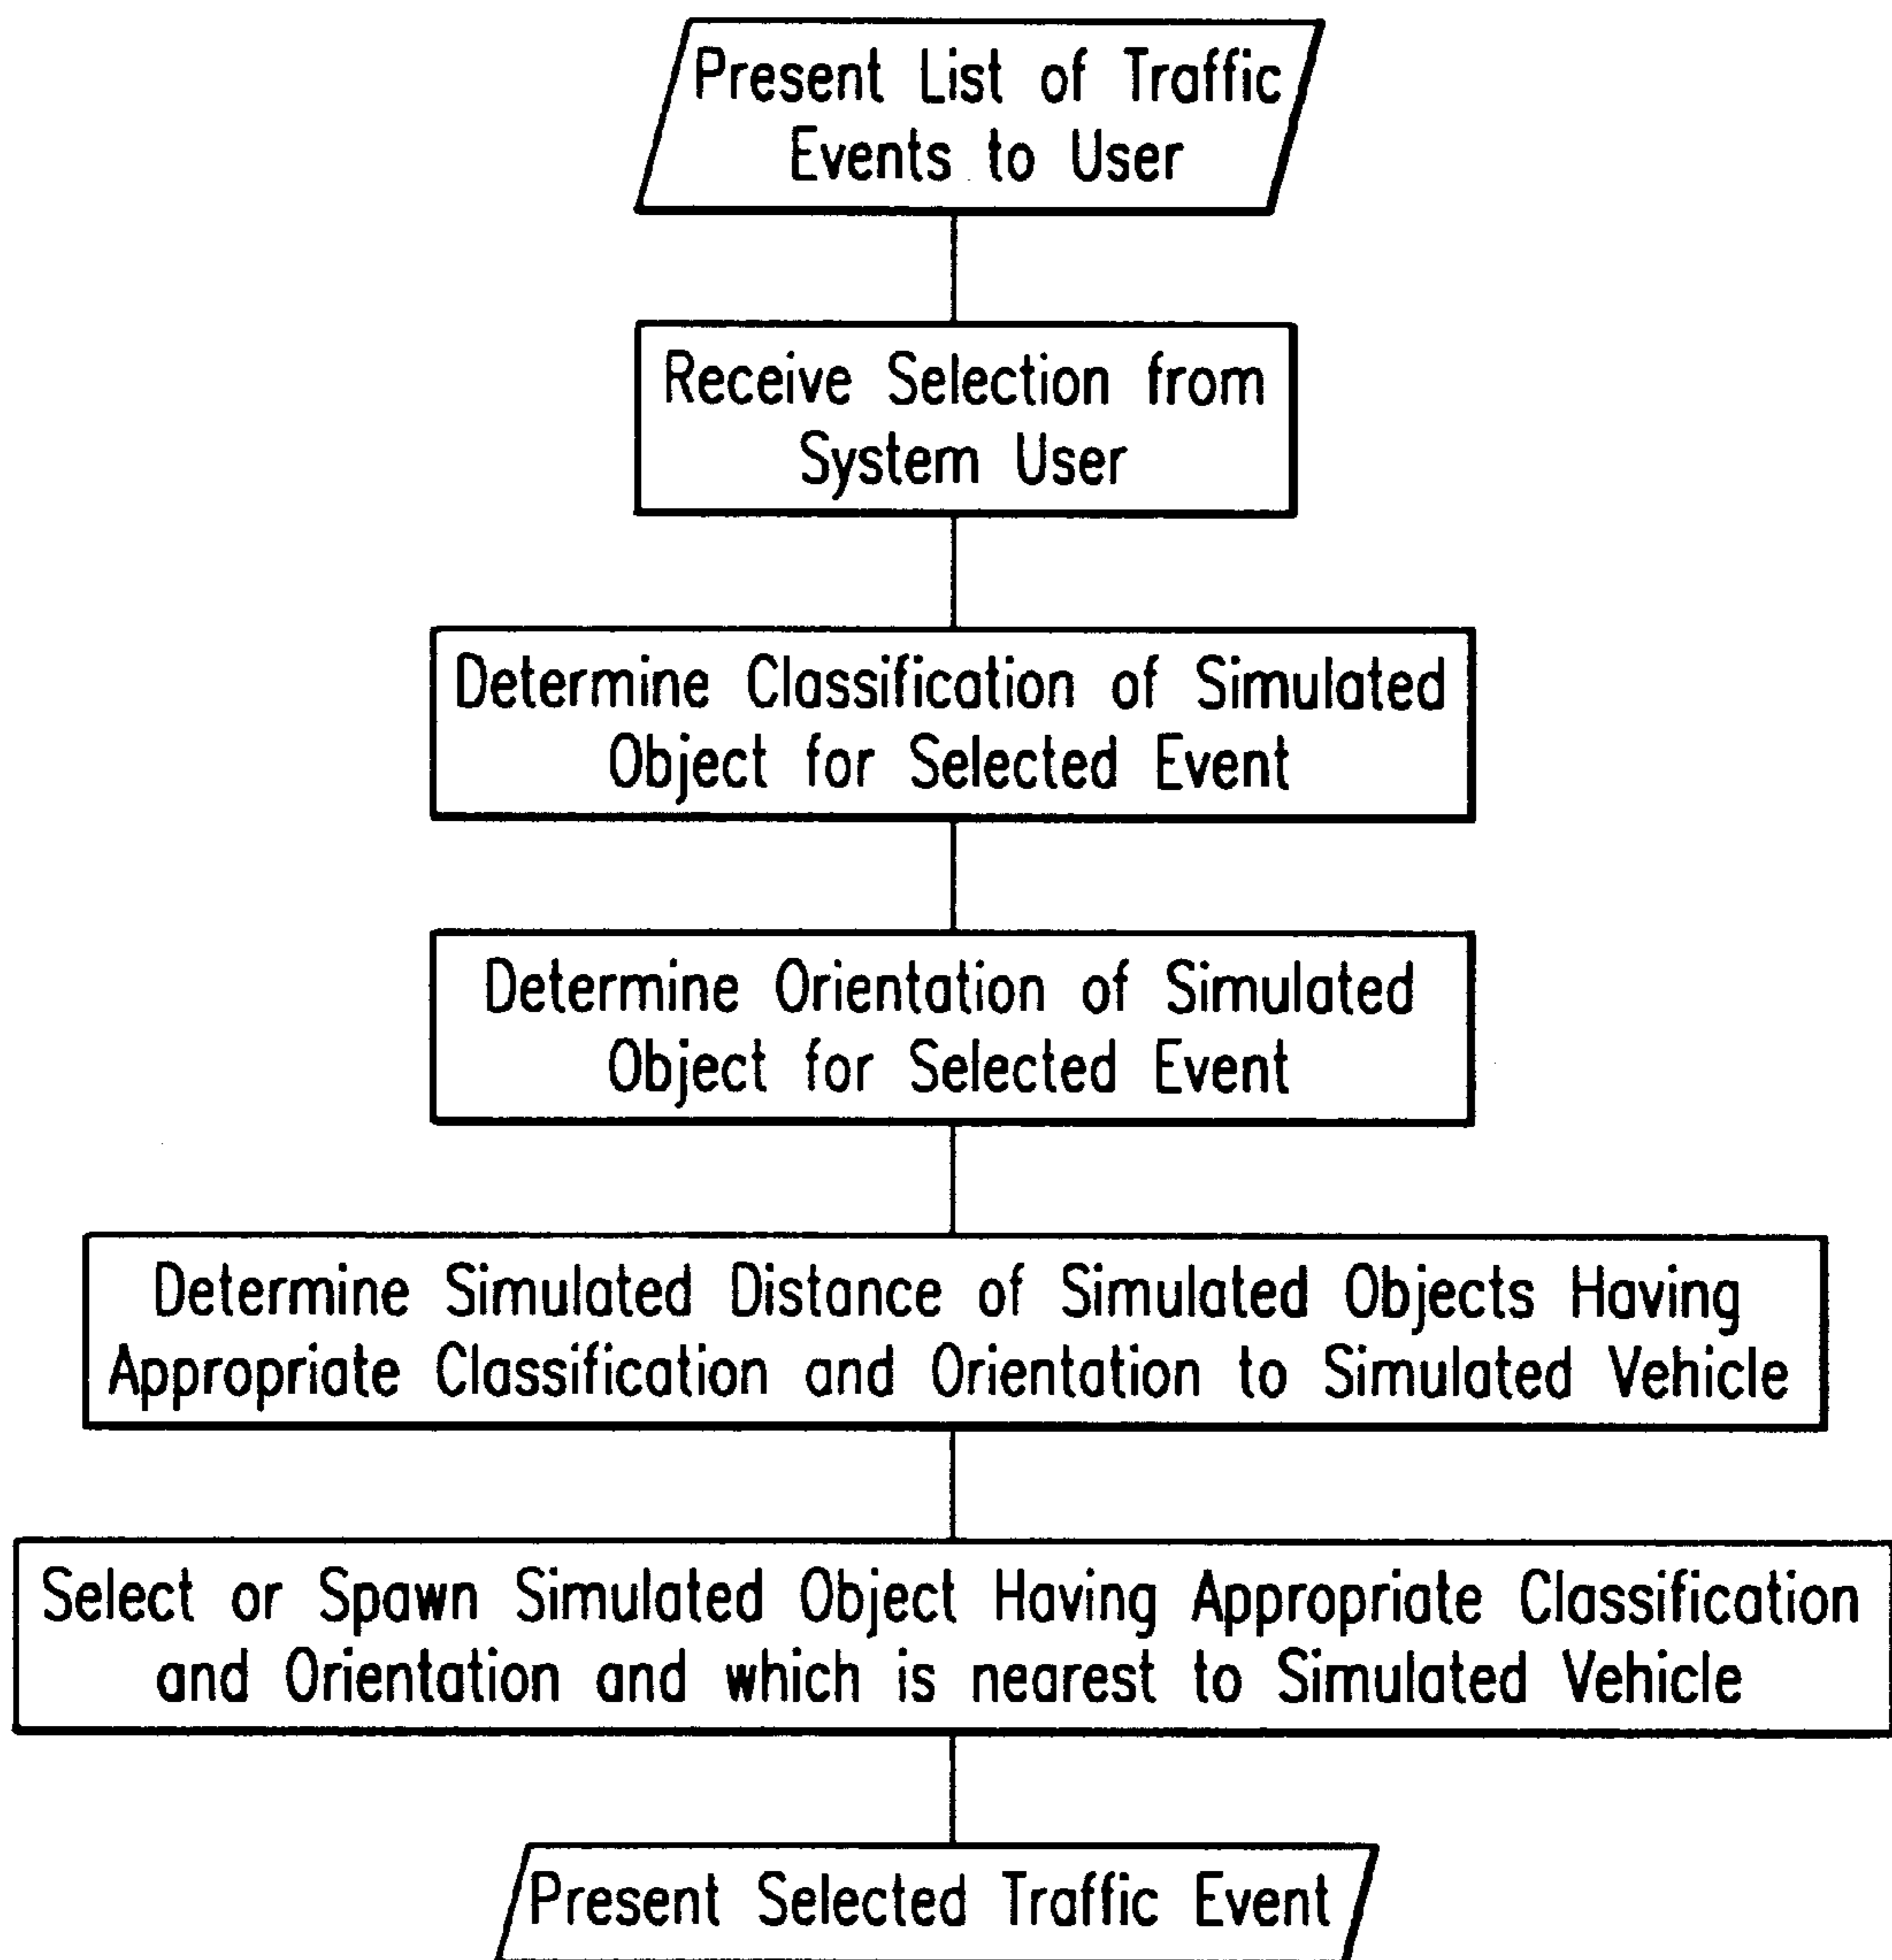 Present List of Traffic
Events to User
Receive Selection from
System User
Determine Classification of Simulated
Object for Selected Event
Determine Orientation of Simulated
Object for Selected Event
Determine Simulated Distance of Simulated Objects Having
Appropriate Classification and Orientation to Simulated Vehicle
Select or Spawn Simulated Object Having Appropriate Classification
and Orientation and which is nearest to Simulated Vehicle
Present Selected Traffic Event